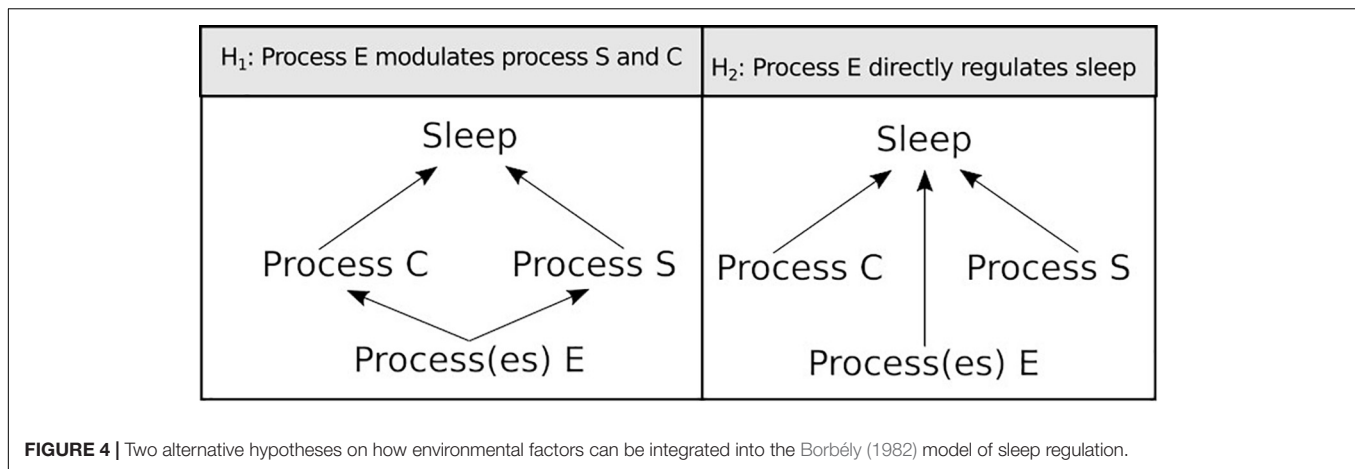 H₁: Process E modulates process S and C
H₂: Process E directly regulates sleep
Sleep
Process C
Process S
Process(es) E
Sleep
Process C
Process S
Process(es) E
FIGURE 4 | Two alternative hypotheses on how environmental factors can be integrated into the Borbély (1982) model of sleep regulation.